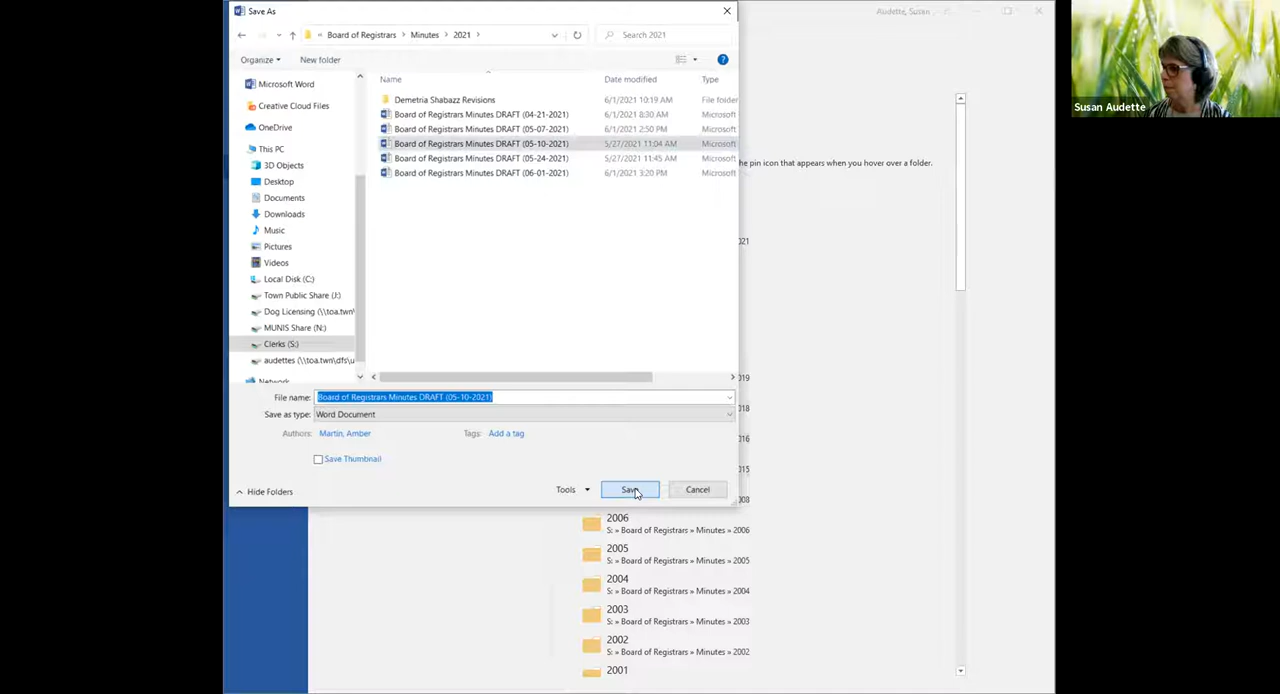 Save As
Audette, Susan
« Board of Registrars › Minutes › 2021 ›
Search 2021
Organize
New folder
Name
Date modified
Type
Microsoft Word
Creative Cloud Files
OneDrive
This PC
3D Objects
Desktop
Documents
Downloads
Music
Pictures
Videos
Local Disk (C:)
Town Public Share (J:)
Dog Licensing (\\toa.twn\
MUNIS Share (N:)
Clerks (S:)
audettes (\\toa.twn\dfs\u
Network
Demetria Shabazz Revisions 6/1/2021 10:19 AM File folder
Board of Registrars Minutes DRAFT (04-21-2021) 6/1/2021 8:30 AM Microsoft
Board of Registrars Minutes DRAFT (05-07-2021) 6/1/2021 2:50 PM Microsoft
Board of Registrars Minutes DRAFT (05-10-2021) 5/27/2021 11:04 AM Microsoft
Board of Registrars Minutes DRAFT (05-24-2021) 5/27/2021 11:45 AM Microsoft
Board of Registrars Minutes DRAFT (06-01-2021) 6/1/2021 3:20 PM Microsoft
he pin icon that appears when you hover over a folder.
021
019
018
016
015
008
File name: Board of Registrars Minutes DRAFT (05-10-2021)
Save as type: Word Document
Authors: Martin, Amber
Tags: Add a tag
Save Thumbnail
Hide Folders
Tools
Save
Cancel
2006
S: » Board of Registrars » Minutes » 2006
2005
S: » Board of Registrars » Minutes » 2005
2004
S: » Board of Registrars » Minutes » 2004
2003
S: » Board of Registrars » Minutes » 2003
2002
S: » Board of Registrars » Minutes » 2002
2001
Susan Audette